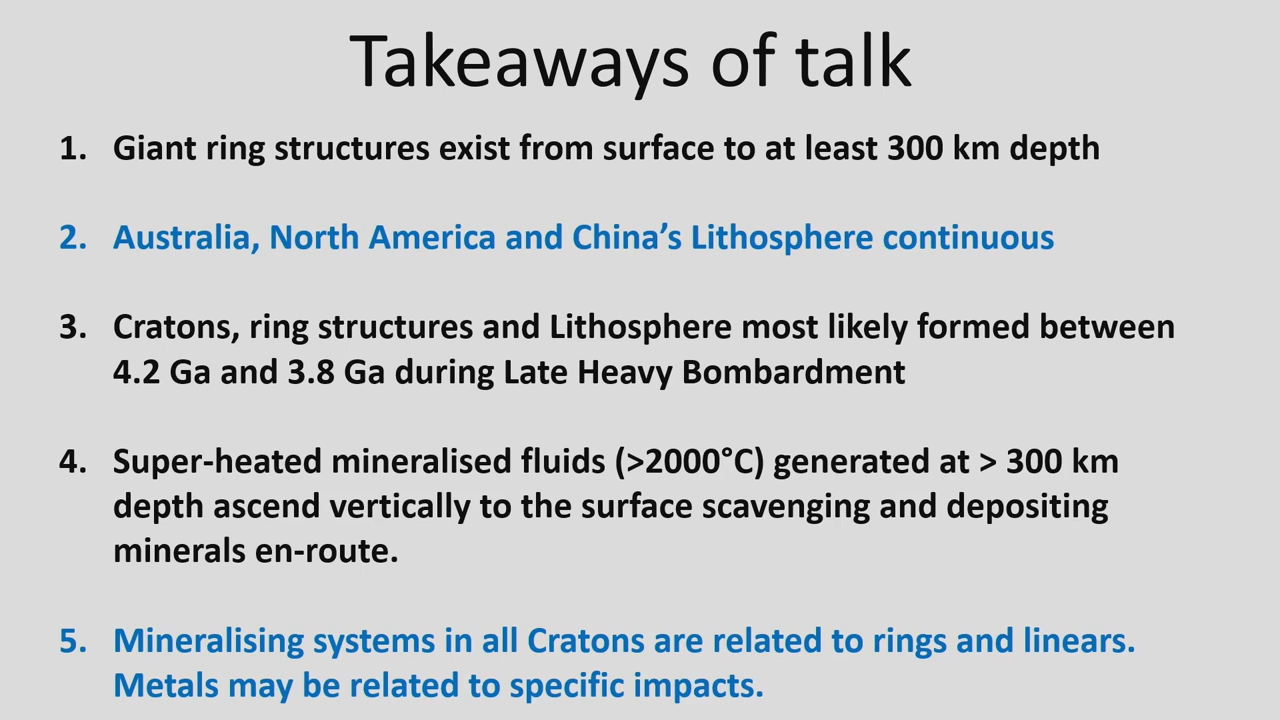 Takeaways of talk
1. Giant ring structures exist from surface to at least 300 km depth
2. Australia, North America and China’s Lithosphere continuous
3. Cratons, ring structures and Lithosphere most likely formed between
4.2 Ga and 3.8 Ga during Late Heavy Bombardment
4. Super-heated mineralised fluids (>2000°C) generated at > 300 km
depth ascend vertically to the surface scavenging and depositing
minerals en-route.
5. Mineralising systems in all Cratons are related to rings and linears.
Metals may be related to specific impacts.